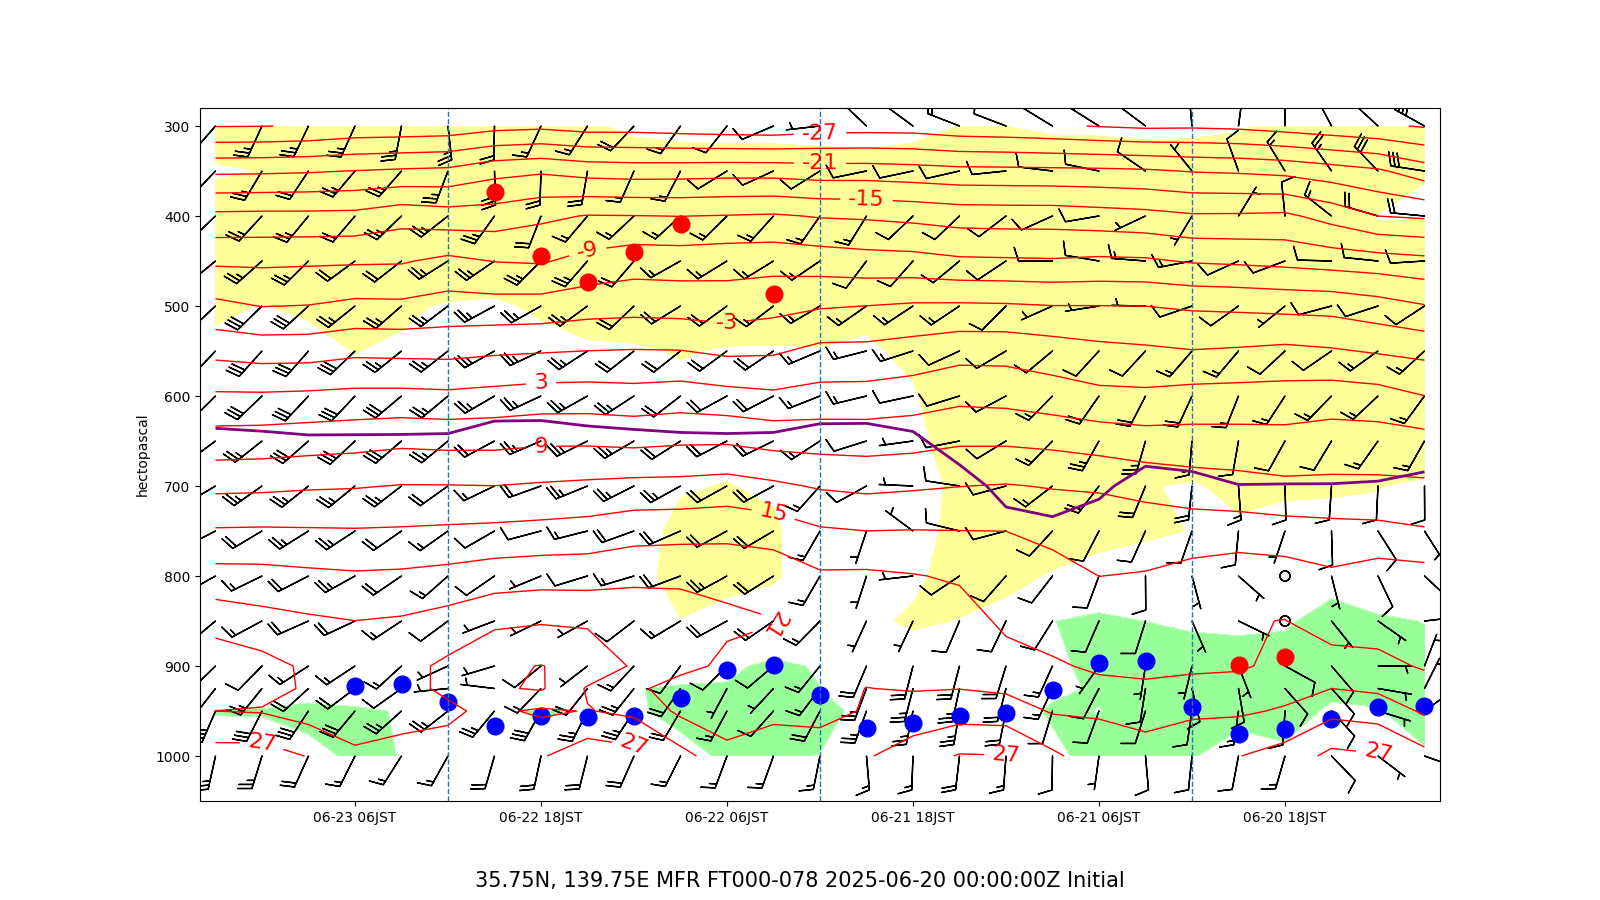 300
400
500
600
700
800
900
1000
hectopascal
-27
-21
-15
-9
-3
3
9
15
21
27
27
27
27
06-23 06JST
06-22 18JST
06-22 06JST
06-21 18JST
06-21 06JST
06-20 18JST
35.75N, 139.75E MFR FT000-078 2025-06-20 00:00:00Z Initial